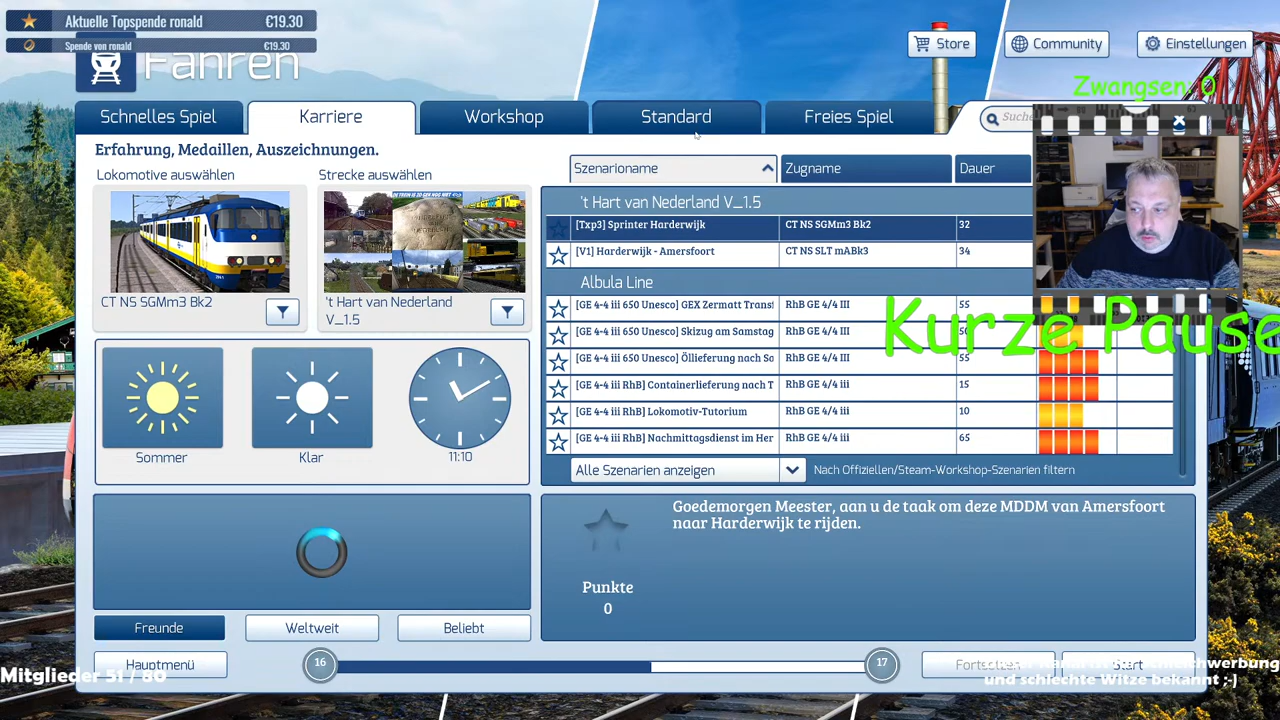 Aktuelle Topspende ronald €19.30
Spende von ronald €19.30
Fahren
Store
Community
Einstellungen
Zwangsen: 0
Schnelles Spiel
Karriere
Workshop
Standard
Freies Spiel
Suche
Erfahrung, Medaillen, Auszeichnungen.
Lokomotive auswählen
Strecke auswählen
CT NS SGMm3 Bk2
't Hart van Nederland
V_1.5
Szenarioname
Zugname
Dauer
't Hart van Nederland V_1.5
[Txp3] Sprinter Harderwijk CT NS SGMm3 Bk2 32
[V1] Harderwijk - Amersfoort CT NS SLT mABk3 34
Albula Line
[GE 4-4 iii 650 Unesco] GEX Zermatt RhB GE 4/4 III 55
[GE 4-4 iii 650 Unesco] Skizug am Samstag RhB GE 4/4 III
[GE 4-4 iii 650 Unesco] Öllieferung nach RhB GE 4/4 III 55
[GE 4-4 iii RhB] Containerlieferung nach T RhB GE 4/4 iii 15
[GE 4-4 iii RhB] Lokomotiv-Tutorium RhB GE 4/4 iii 10
[GE 4-4 iii RhB] Nachmittagsdienst im Her RhB GE 4/4 iii 65
Kurze Pause
Sommer
Klar
11:10
Alle Szenarien anzeigen
Nach Offiziellen/Steam-Workshop-Szenarien filtern
Goedemorgen Meester, aan u de taak om deze MDDM van Amersfoort
naar Harderwijk te rijden.
Punkte
0
Freunde
Weltweit
Beliebt
Hauptmenü
16
17
Mitglieder 51 / 80
und schlechte Witze bekannt ;-)